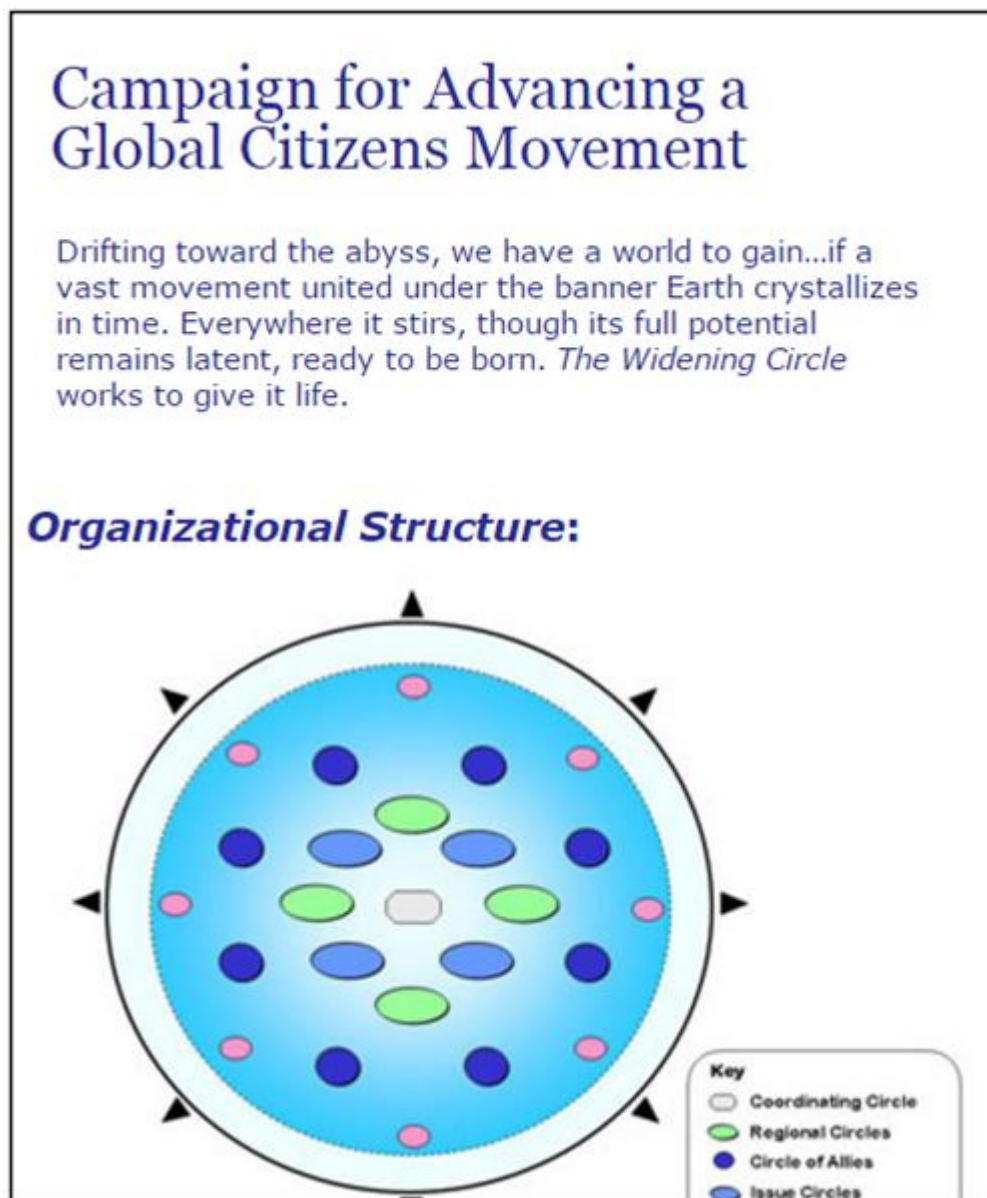 Campaign for Advancing a
Global Citizens Movement
Drifting toward the abyss, we have a world to gain...if a
vast movement united under the banner Earth crystallizes
in time. Everywhere it stirs, though its full potential
remains latent, ready to be born. The Widening Circle
works to give it life.
Organizational Structure:
Key
Coordinating Circle
Regional Circles
Circle of Allies
Issue Circles